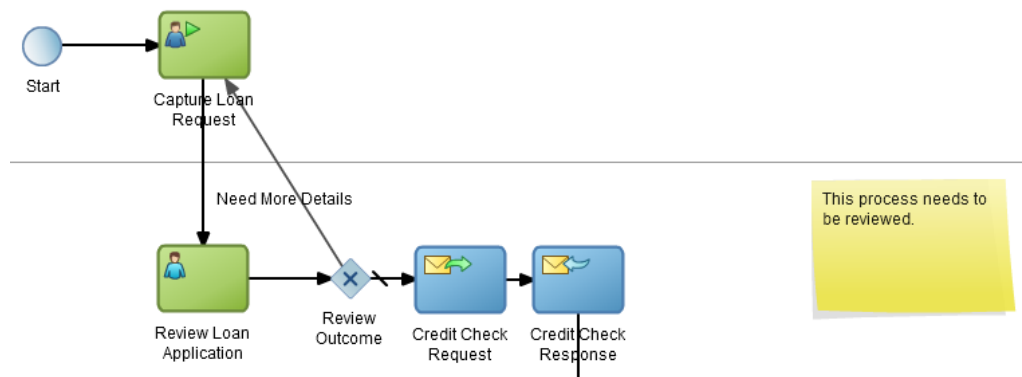 Start
Capture Loan
Request
Need More Details
This process needs to
be reviewed.
Review Loan
Application
Review
Outcome
Credit Check
Request
Credit Check
Response